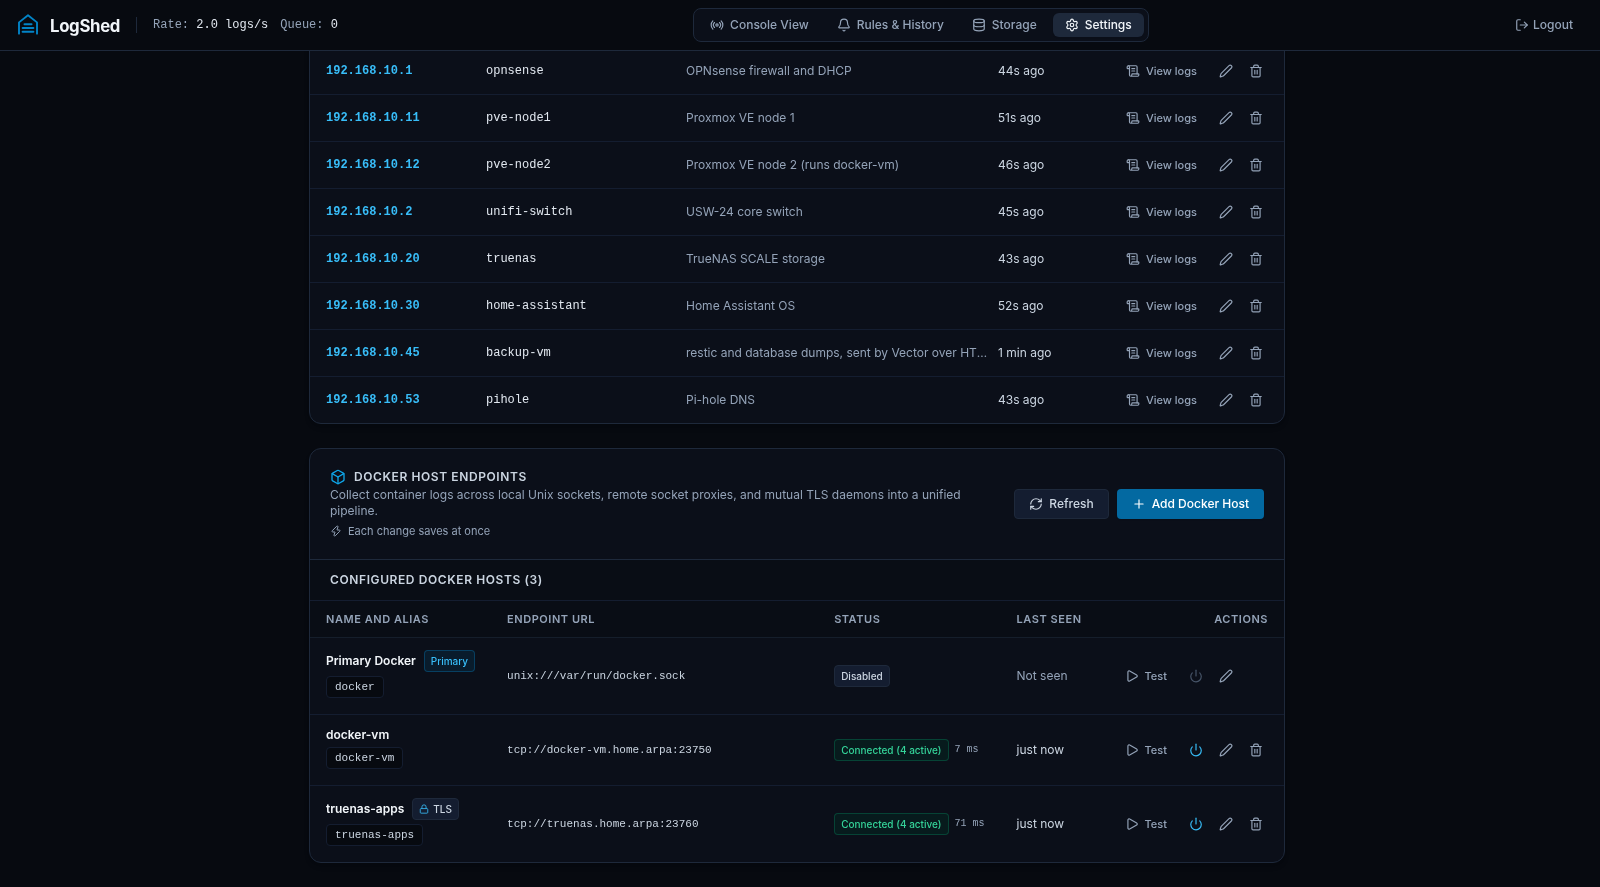 LogShed Rate: 2.0 logs/s Queue: 0 Console View Rules & History Storage Settings Logout
192.168.10.1 opnsense OPNsense firewall and DHCP 44s ago View logs
192.168.10.11 pve-node1 Proxmox VE node 1 51s ago View logs
192.168.10.12 pve-node2 Proxmox VE node 2 (runs docker-vm) 46s ago View logs
192.168.10.2 unifi-switch USW-24 core switch 45s ago View logs
192.168.10.20 truenas TrueNAS SCALE storage 43s ago View logs
192.168.10.30 home-assistant Home Assistant OS 52s ago View logs
192.168.10.45 backup-vm restic and database dumps, sent by Vector over HT... 1 min ago View logs
192.168.10.53 pihole Pi-hole DNS 43s ago View logs
DOCKER HOST ENDPOINTS
Collect container logs across local Unix sockets, remote socket proxies, and mutual TLS daemons into a unified
pipeline.
Each change saves at once
Refresh Add Docker Host
CONFIGURED DOCKER HOSTS (3)
NAME AND ALIAS ENDPOINT URL STATUS LAST SEEN ACTIONS
Primary Docker Primary
docker
unix:///var/run/docker.sock Disabled Not seen Test
docker-vm
docker-vm
tcp://docker-vm.home.arpa:23750 Connected (4 active) 7 ms just now Test
truenas-apps TLS
truenas-apps
tcp://truenas.home.arpa:23760 Connected (4 active) 71 ms just now Test